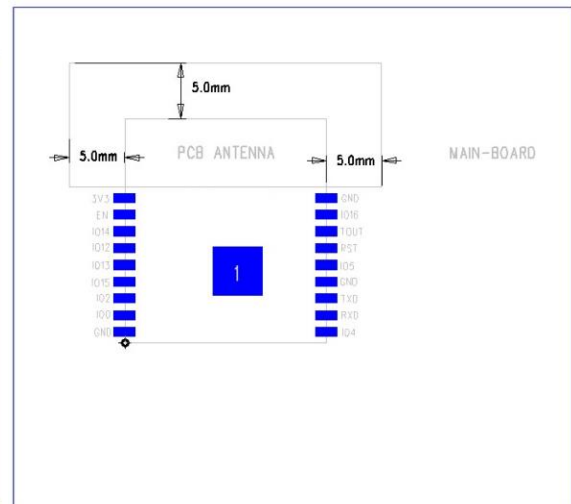 5.0mm
5.0mm
PCB ANTENNA
5.0mm
MAIN-BOARD
3V3
GND
EN
IO16
IO14
TOUT
IO12
RST
IO13
IO5
1
IO15
GND
IO2
TXD
IO0
RXD
GND
IO4